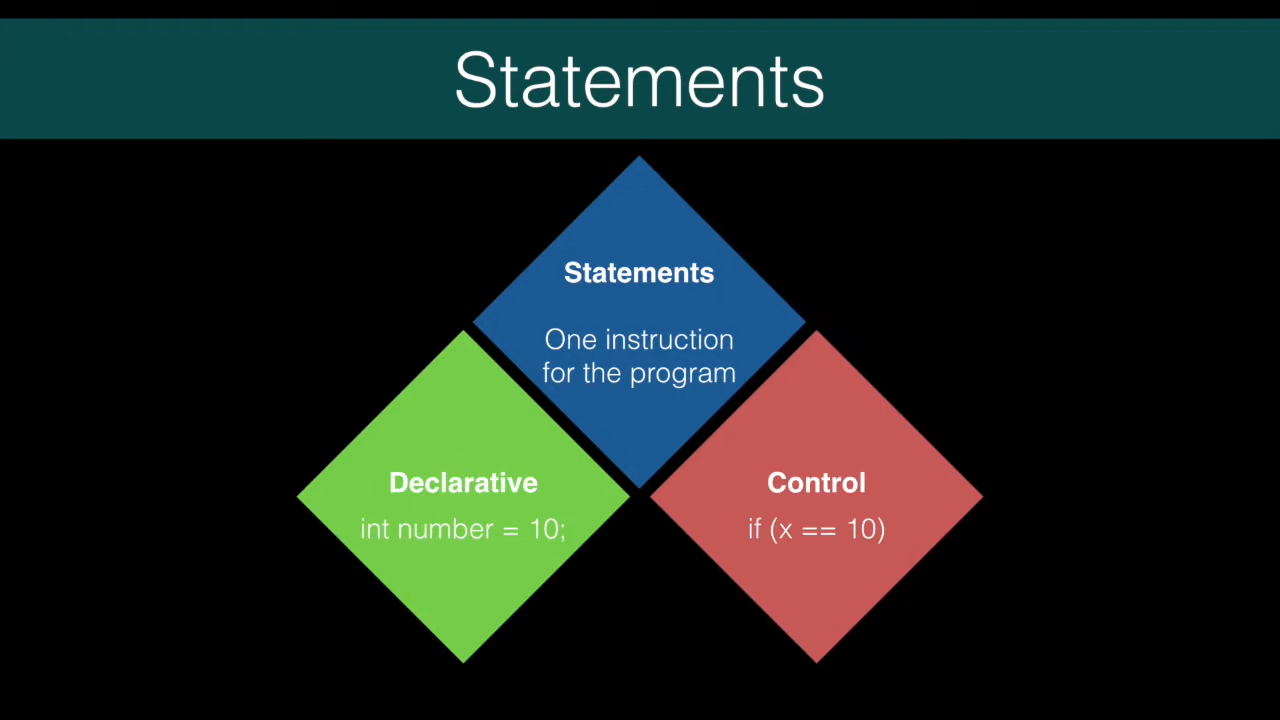 Statements
Statements
One instruction
for the program
Declarative
int number = 10;
Control
if (x == 10)